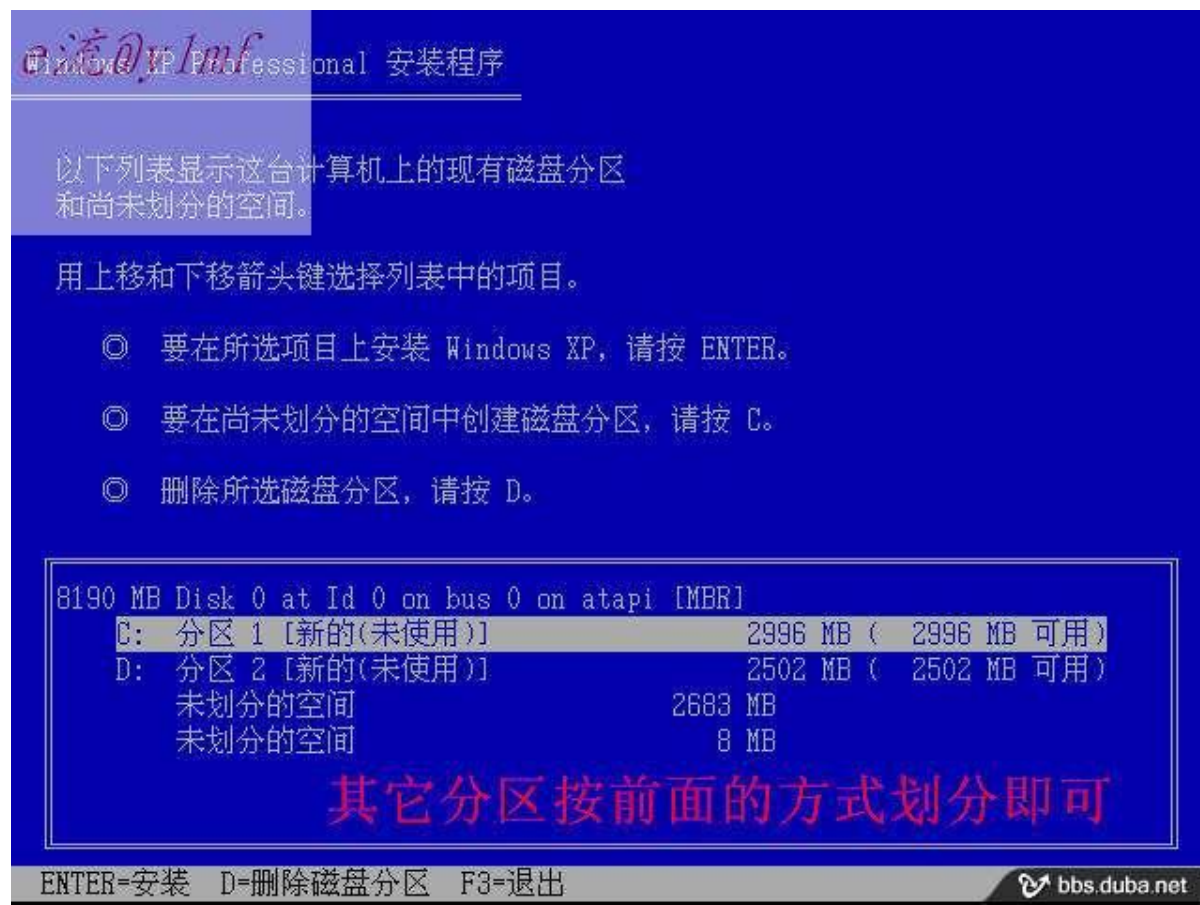 e流@ylmf
Windows XP Professional 安装程序
以下列表显示这台计算机上的现有磁盘分区
和尚未划分的空间。
用上移和下移箭头键选择列表中的项目。
◎ 要在所选项目上安装 Windows XP，请按 ENTER。
◎ 要在尚未划分的空间中创建磁盘分区，请按 C。
◎ 删除所选磁盘分区，请按 D。
8190 MB Disk 0 at Id 0 on bus 0 on atapi [MBR]
C: 分区 1 [新的(未使用)] 2996 MB ( 2996 MB 可用)
D: 分区 2 [新的(未使用)] 2502 MB ( 2502 MB 可用)
未划分的空间 2683 MB
未划分的空间 8 MB
其它分区按前面的方式划分即可
ENTER=安装 D=删除磁盘分区 F3=退出
bbs.duba.net